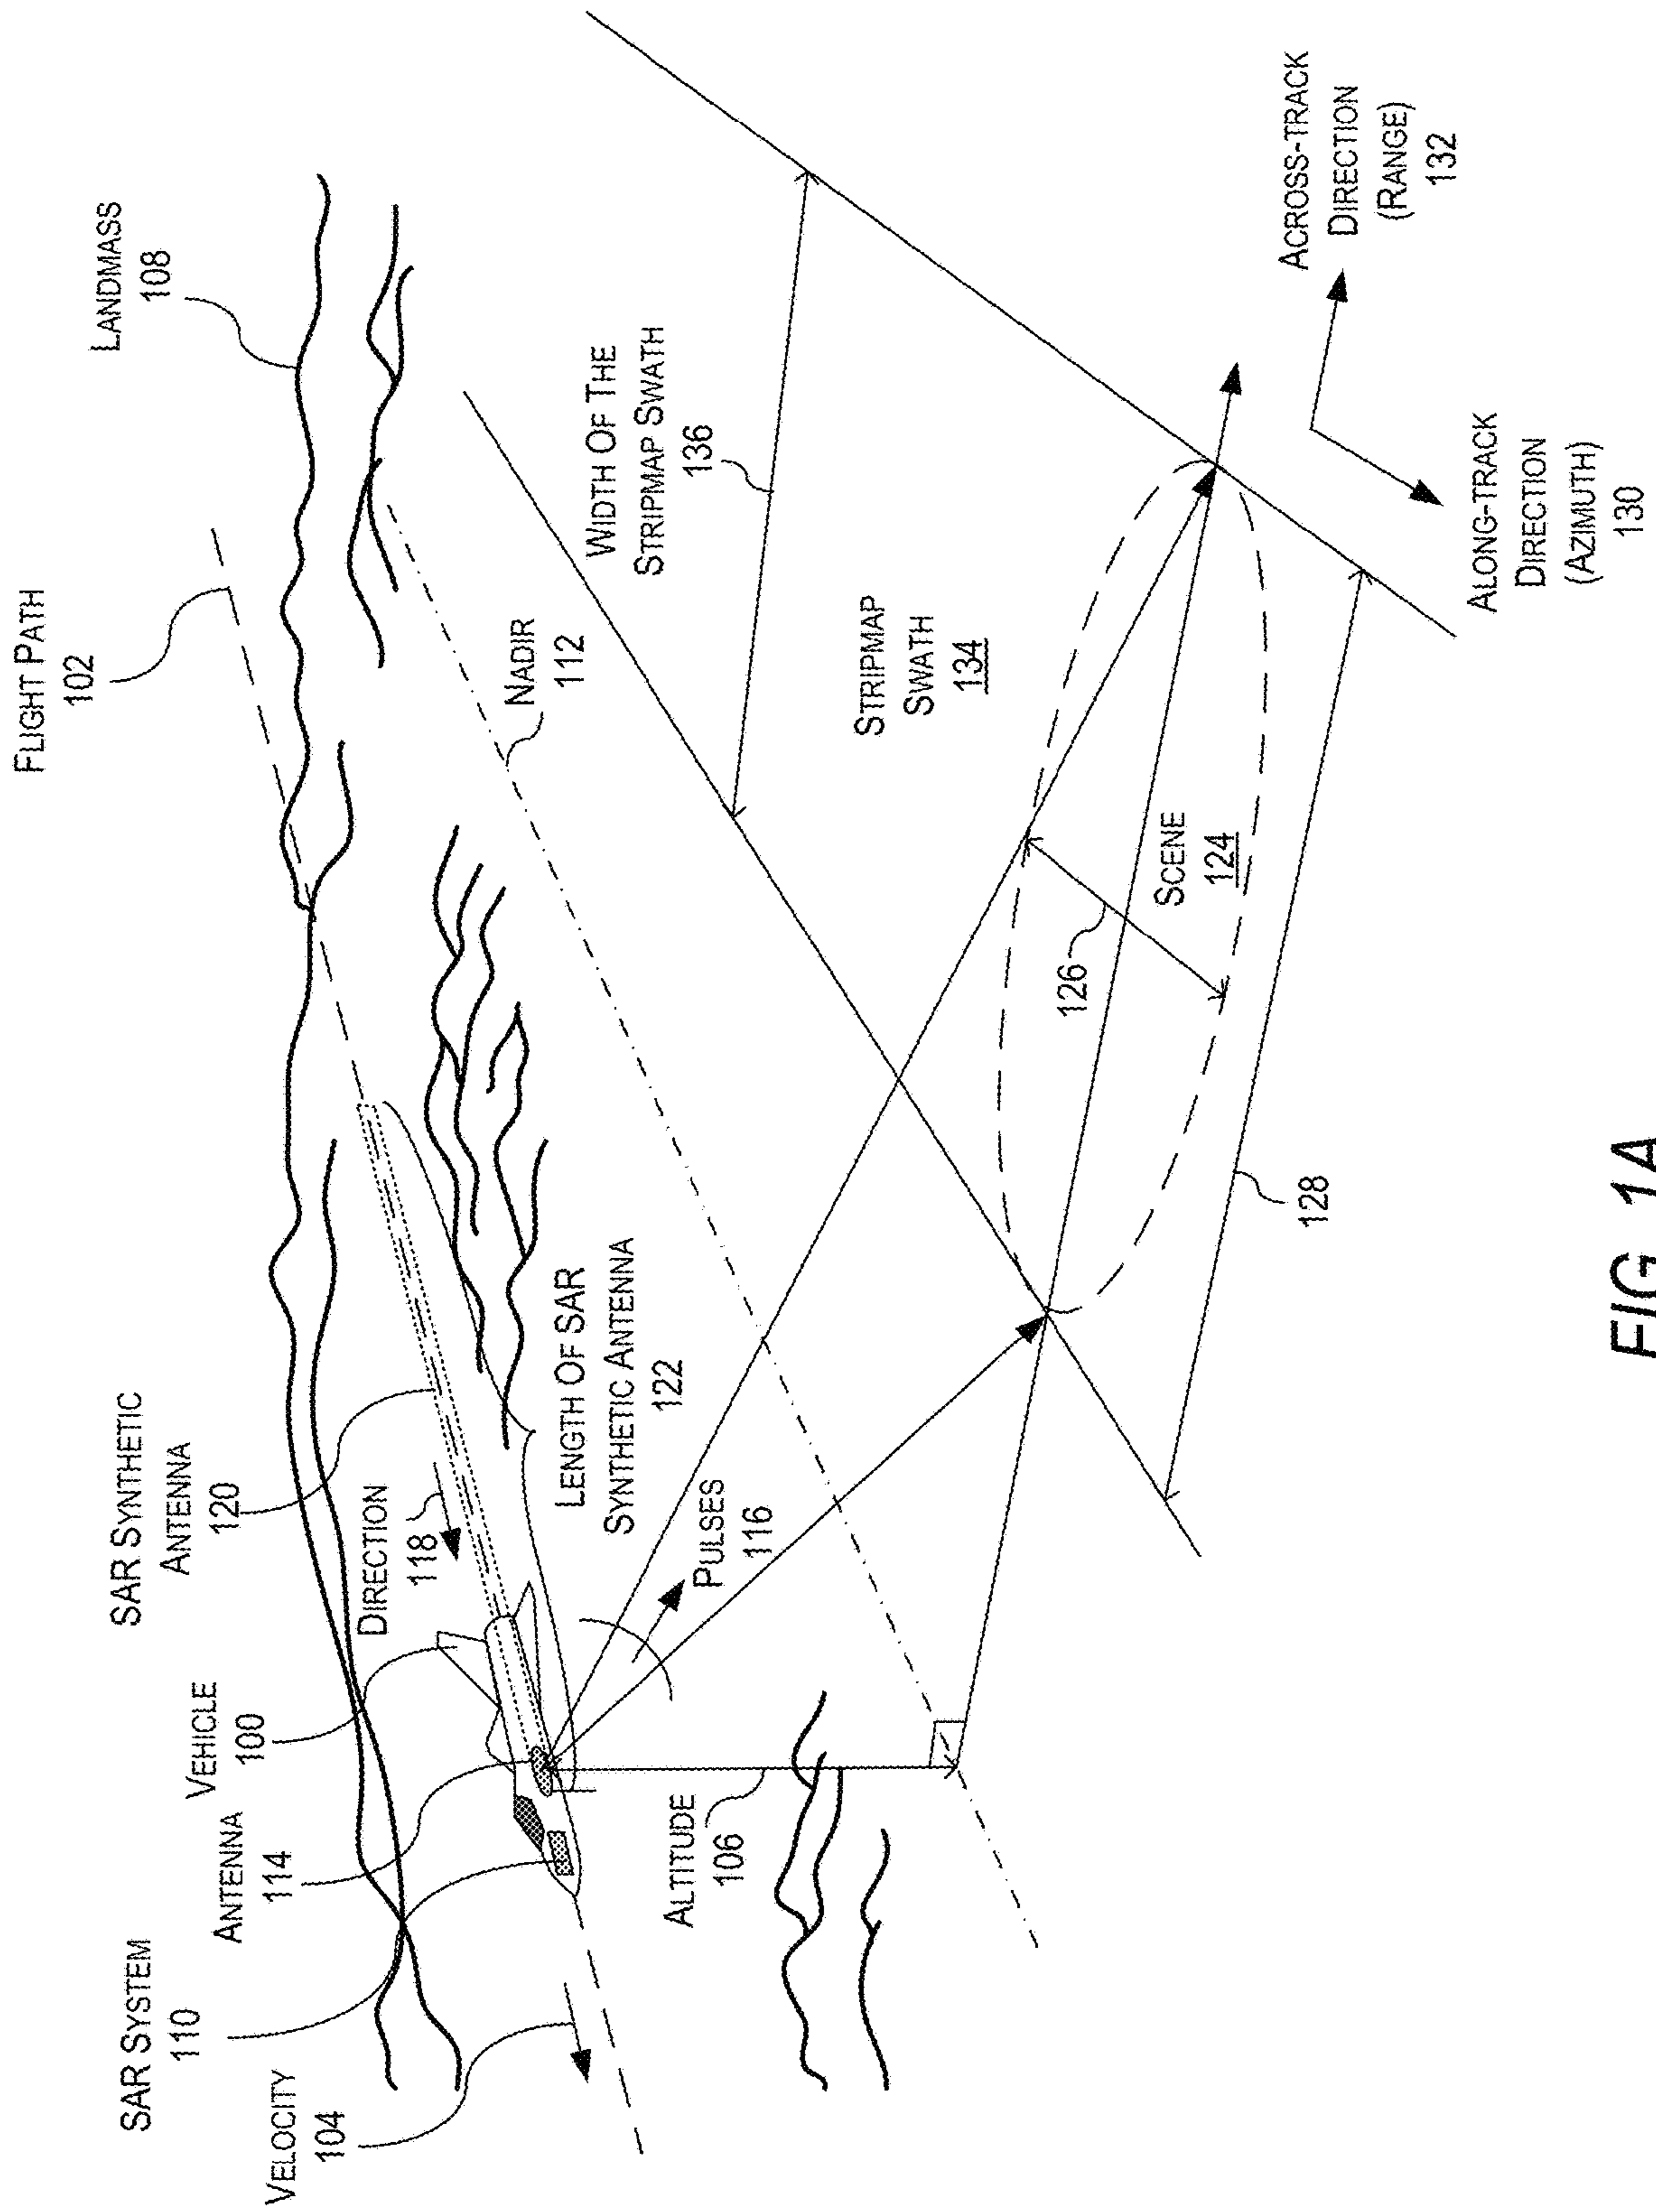 FLIGHT PATH
102
LANDMASS
108
SAR SYNTHETIC
ANTENNA
120
VEHICLE
100
ANTENNA
114
SAR SYSTEM
110
VELOCITY
104
DIRECTION
118
LENGTH OF SAR
SYNTHETIC ANTENNA
122
NADIR
112
WIDTH OF THE
STRIPMAP SWATH
136
PULSES
116
ALTITUDE
106
STRIPMAP
SWATH
134
126
SCENE
124
128
ACROSS-TRACK
DIRECTION
(RANGE)
132
ALONG-TRACK
DIRECTION
(AZIMUTH)
130
FIG. 1A